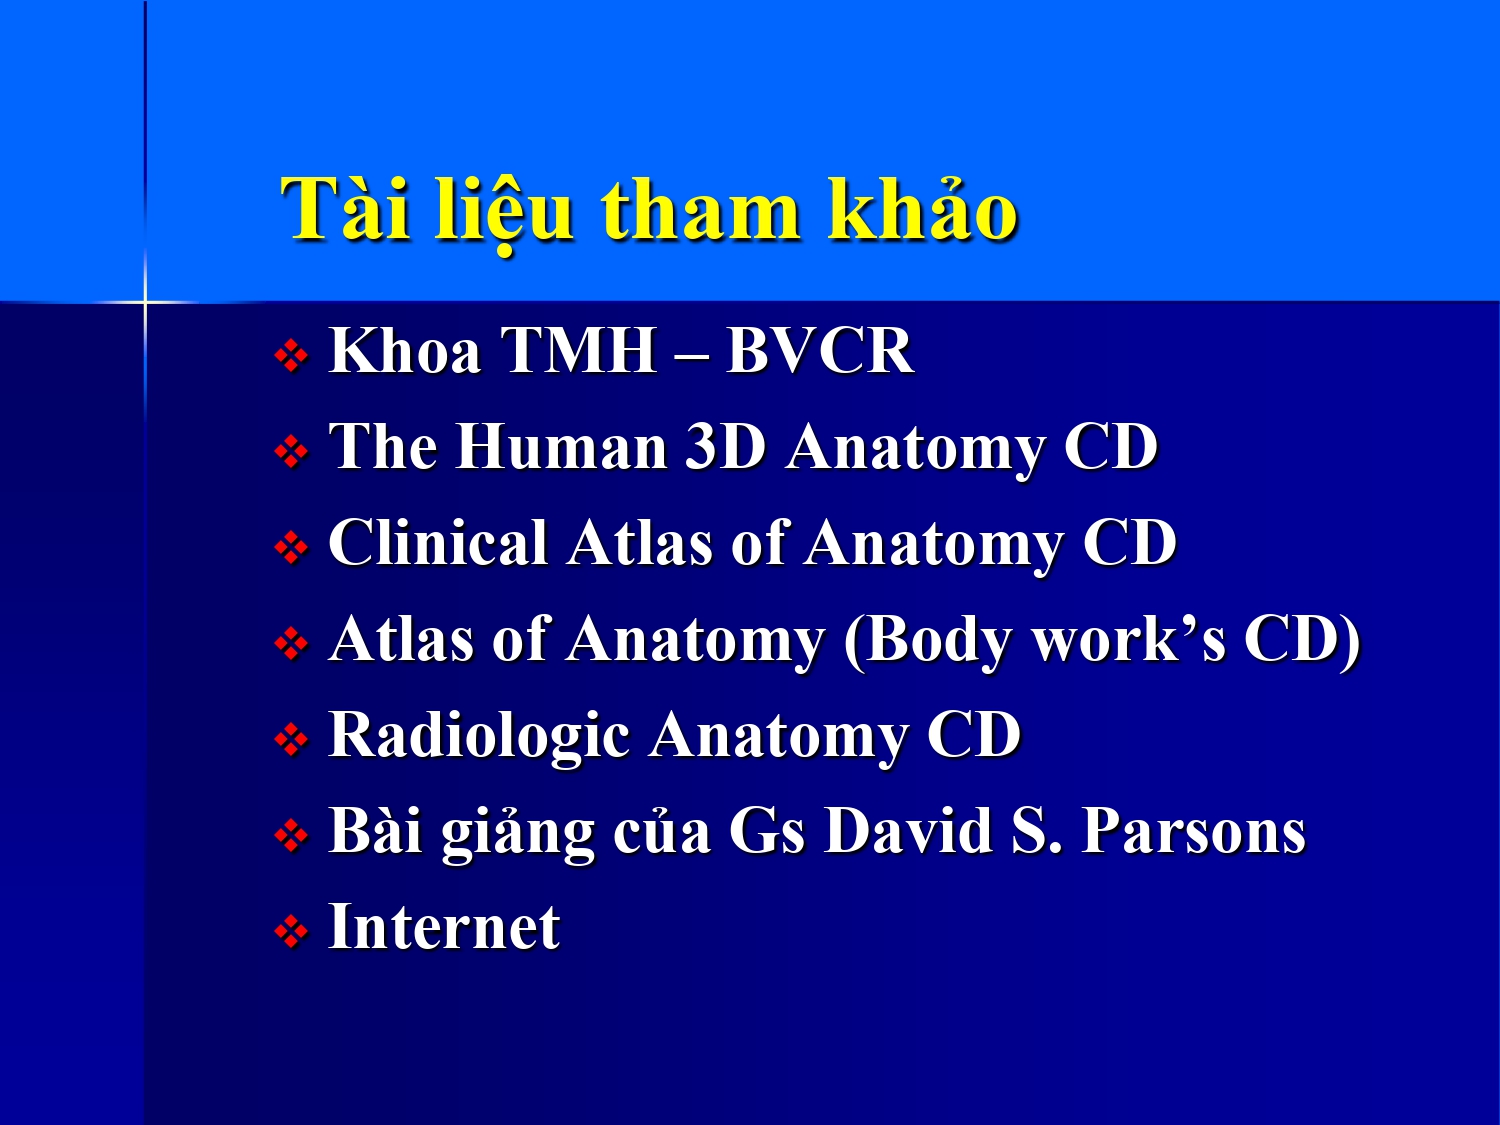 Tài liệu tham khảo
Khoa TMH – BVCR
The Human 3D Anatomy CD
Clinical Atlas of Anatomy CD
Atlas of Anatomy (Body work’s CD)
Radiologic Anatomy CD
Bài giảng của Gs David S. Parsons
Internet